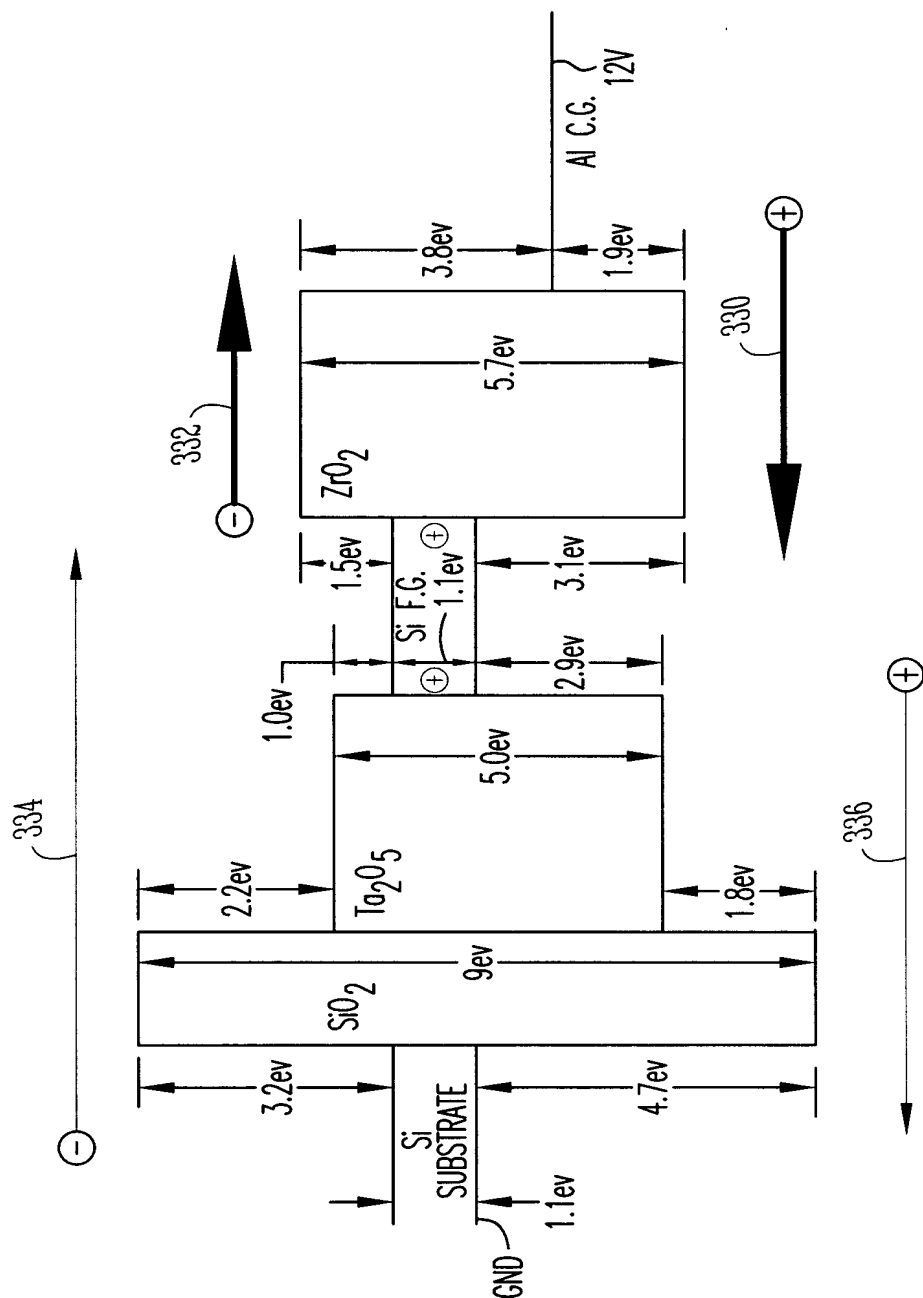 334
332
2.2ev
1.0ev
1.5ev
3.8ev
3.2ev
SiO2
9ev
Ta2O5
5.0ev
Si F.G.
1.1ev
ZrO2
5.7ev
Si
SUBSTRATE
GND
1.1ev
4.7ev
1.8ev
2.9ev
3.1ev
1.9ev
Al C.G.
12V
336
330